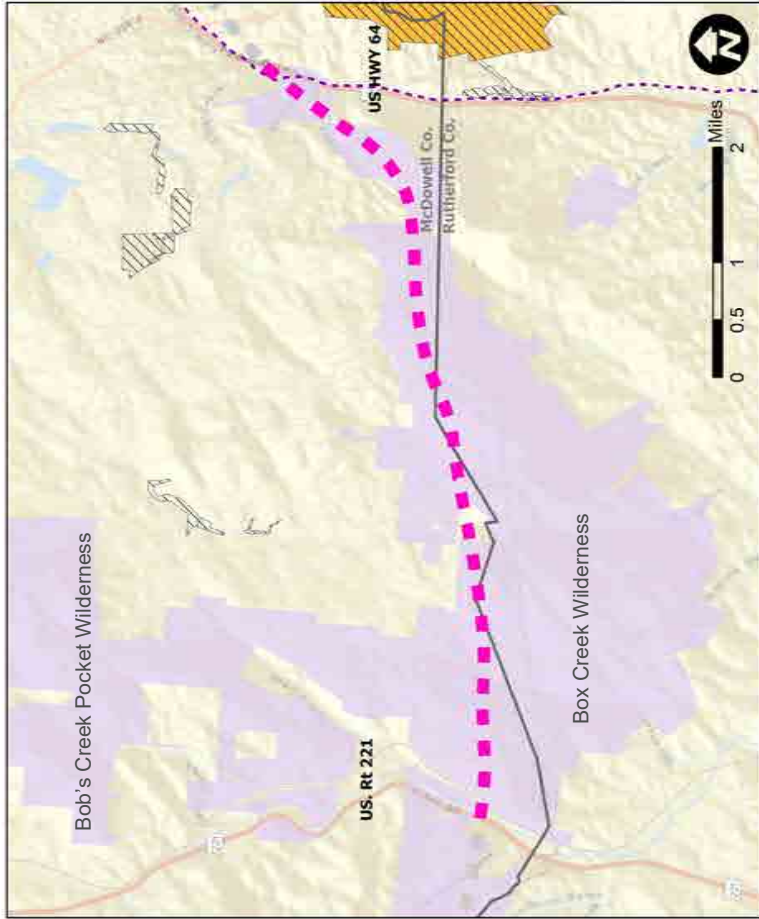 Bob's Creek Pocket Wilderness
US. Rt 221
Box Creek Wilderness
US HWY 64
McDowell Co.
Rutherford Co.
N
Miles
0
0.5
1
2
221